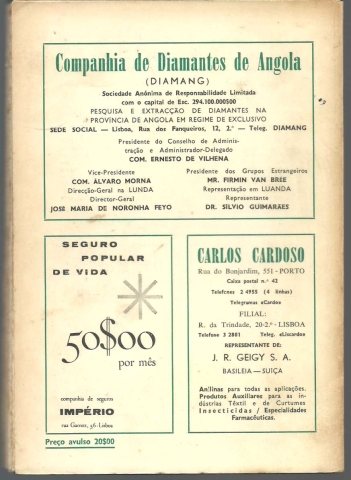 Companhia de Diamantes de Angola
(DIAMANG)
Sociedade Anónima de Responsabilidade Limitada
com o capital de Esc. 294.100.000$00
PESQUISA E EXTRACÇÃO DE DIAMANTES NA
PROVÍNCIA DE ANGOLA EM REGIME DE EXCLUSIVO
SEDE SOCIAL — Lisboa, Rua dos Fanqueiros, 12, 2.º — Teleg. DIAMANG
Presidente do Conselho de Adminis-
tração e Administrador-Delegado
COM. ERNESTO DE VILHENA
Vice-Presidente
COM. ÁLVARO MORNA
Direcção-Geral na LUNDA
Director-Geral
JOSÉ MARIA DE NORONHA FEYO
Presidente dos Grupos Estrangeiros
MR. FIRMIN VAN BREE
Representação em LUANDA
Representante
DR. SÍLVIO GUIMARÃES
SEGURO
POPULAR
DE VIDA
50$00
por mês
companhia de seguros
IMPÉRIO
rua Garrett, 56-Lisboa
CARLOS CARDOSO
Rua do Bonjardim, 551 - PORTO
Caixa postal n.º 42
Telefones 2 4955 (4 linhas)
Telegramas «Cardos»
FILIAL:
R. da Trindade, 20-2.º - LISBOA
Telefone 3 2881 Teleg. «Liscardos»
REPRESENTANTE DE:
J. R. GEIGY S. A.
BASILEIA — SUIÇA
Anilinas para todas as aplicações.
Produtos Auxiliares para as in-
dústrias Têxtil e de Curtumes
Insecticidas / Especialidades
Farmacêuticas.
Preço avulso 20$00